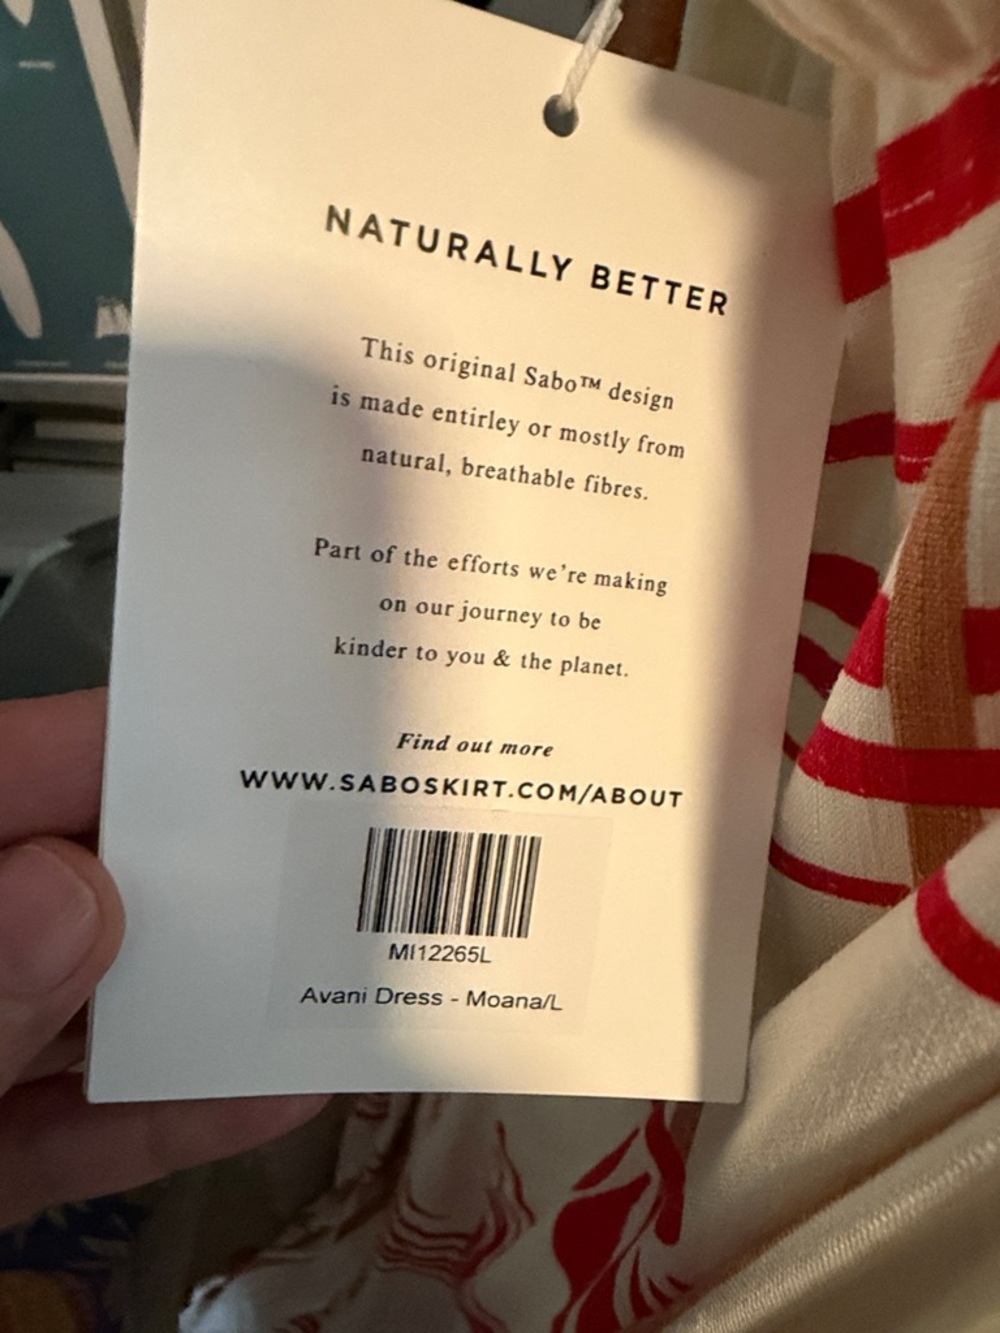 NATURALLY BETTER
This original Sabo™ design
is made entirley or mostly from
natural, breathable fibres.
Part of the efforts we're making
on our journey to be
kinder to you & the planet.
Find out more
WWW.SABOSKIRT.COM/ABOUT
MI12265L
Avani Dress - Moana/L